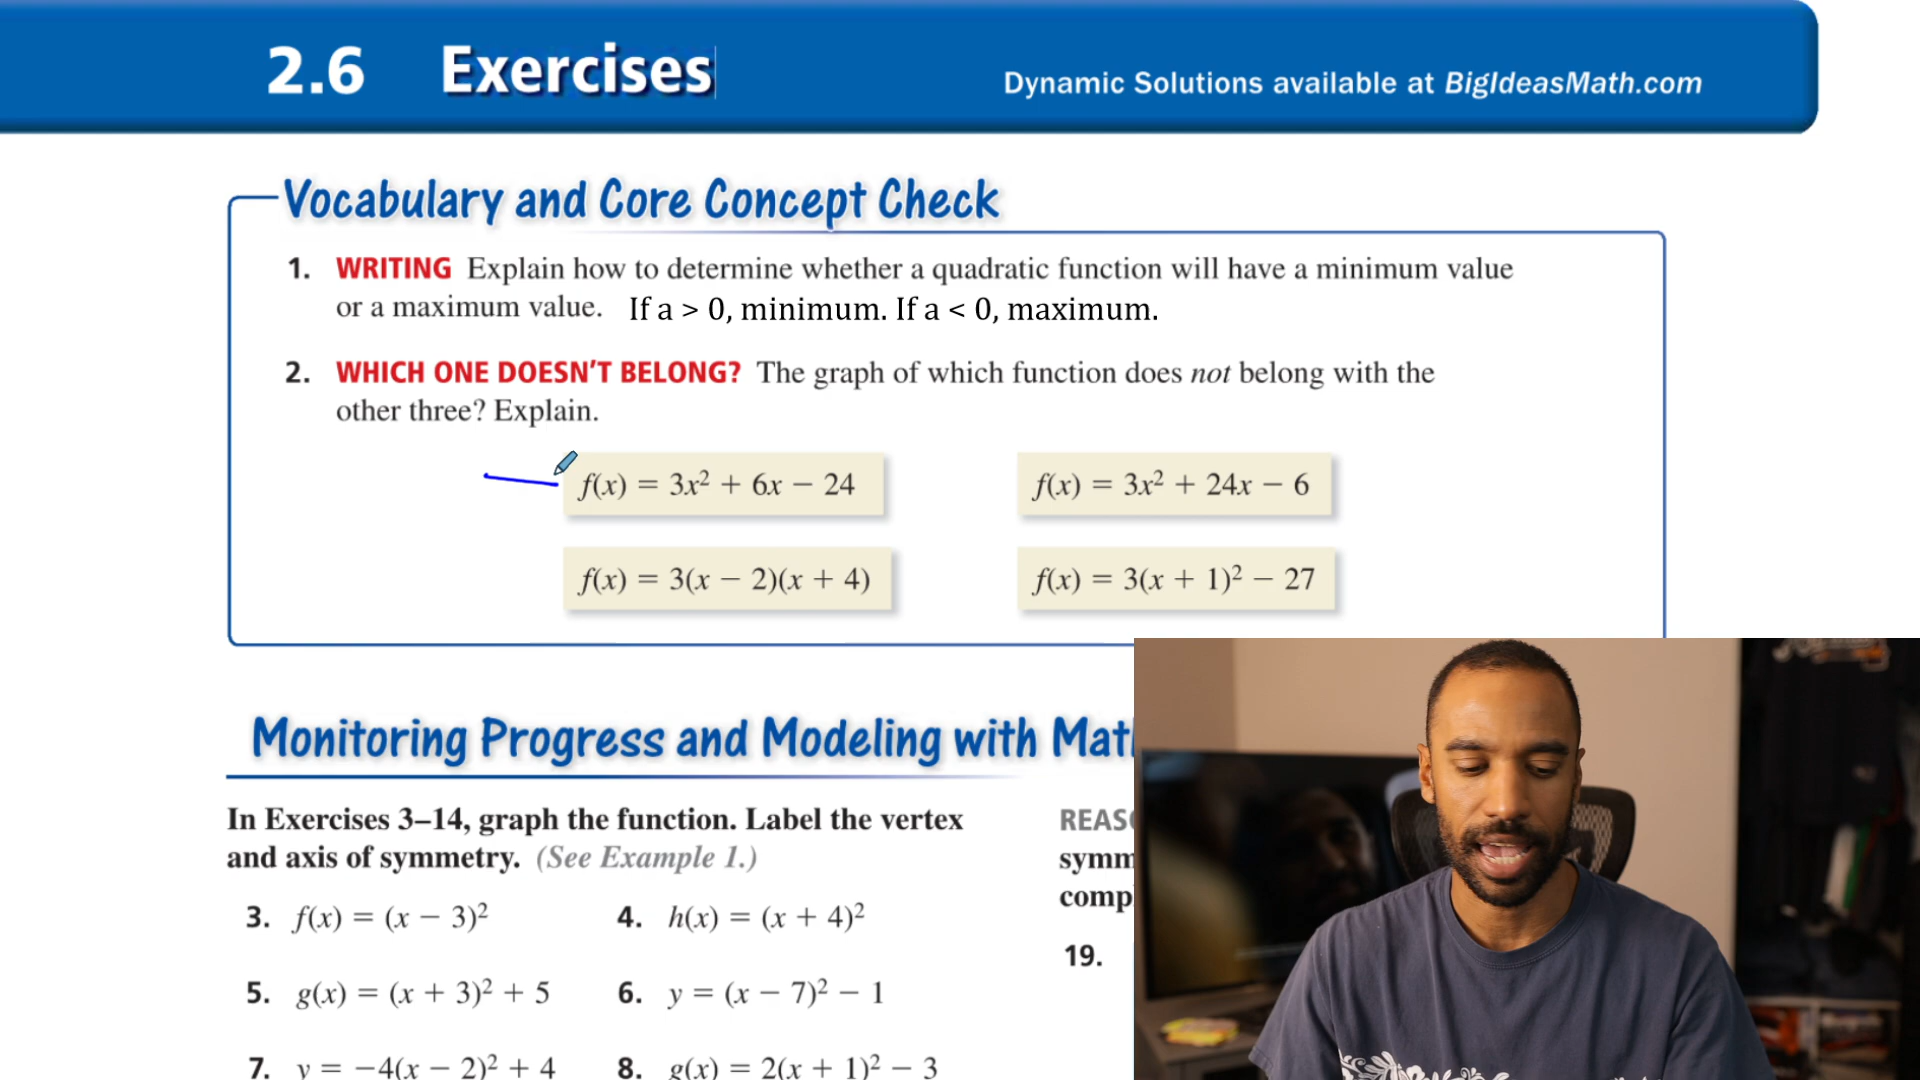 2.6 Exercises
Dynamic Solutions available at BigIdeasMath.com
Vocabulary and Core Concept Check
1. WRITING Explain how to determine whether a quadratic function will have a minimum value
or a maximum value. If a > 0, minimum. If a < 0, maximum.
2. WHICH ONE DOESN'T BELONG? The graph of which function does not belong with the
other three? Explain.
f(x) = 3x² + 6x − 24
f(x) = 3x² + 24x − 6
f(x) = 3(x − 2)(x + 4)
f(x) = 3(x + 1)² − 27
Monitoring Progress and Modeling with Mat
In Exercises 3–14, graph the function. Label the vertex
and axis of symmetry. (See Example 1.)
3. f(x) = (x − 3)²
4. h(x) = (x + 4)²
5. g(x) = (x + 3)² + 5
6. y = (x − 7)² − 1
7. y = −4(x − 2)² + 4
8. g(x) = 2(x + 1)² − 3
REAS
symm
comp
19.